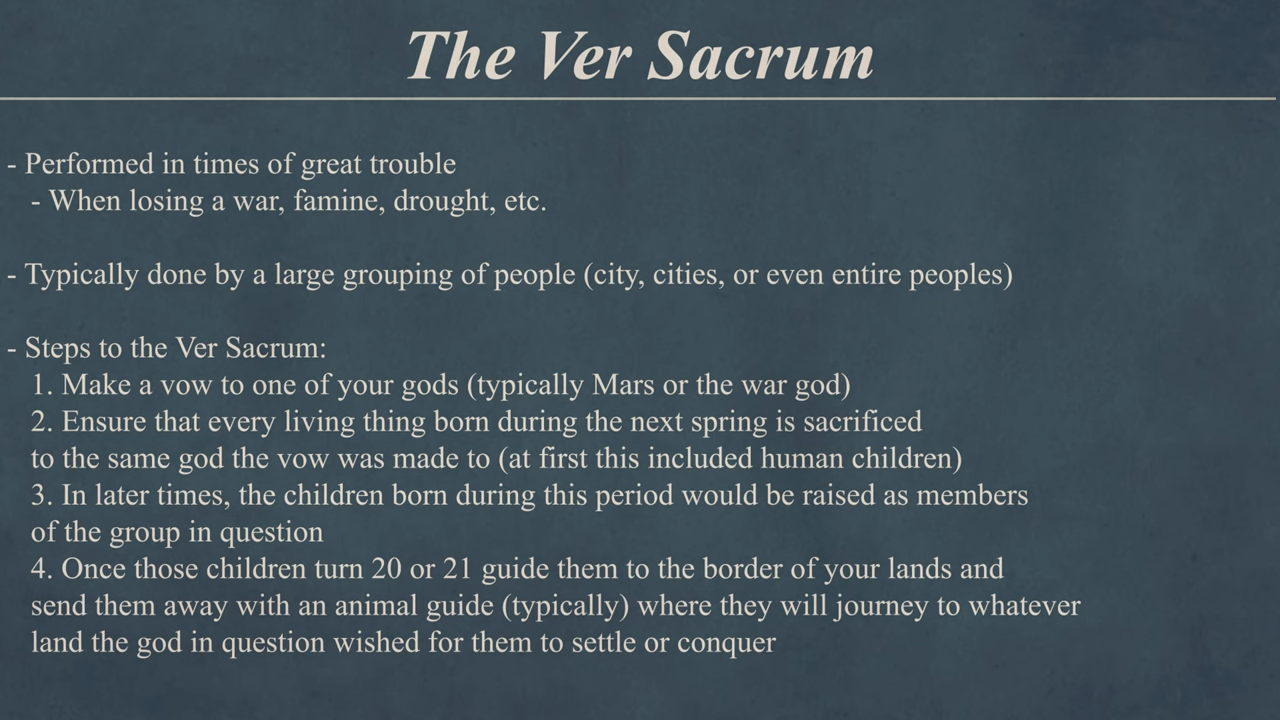 The Ver Sacrum
- Performed in times of great trouble
- When losing a war, famine, drought, etc.
- Typically done by a large grouping of people (city, cities, or even entire peoples)
- Steps to the Ver Sacrum:
1. Make a vow to one of your gods (typically Mars or the war god)
2. Ensure that every living thing born during the next spring is sacrificed
to the same god the vow was made to (at first this included human children)
3. In later times, the children born during this period would be raised as members
of the group in question
4. Once those children turn 20 or 21 guide them to the border of your lands and
send them away with an animal guide (typically) where they will journey to whatever
land the god in question wished for them to settle or conquer